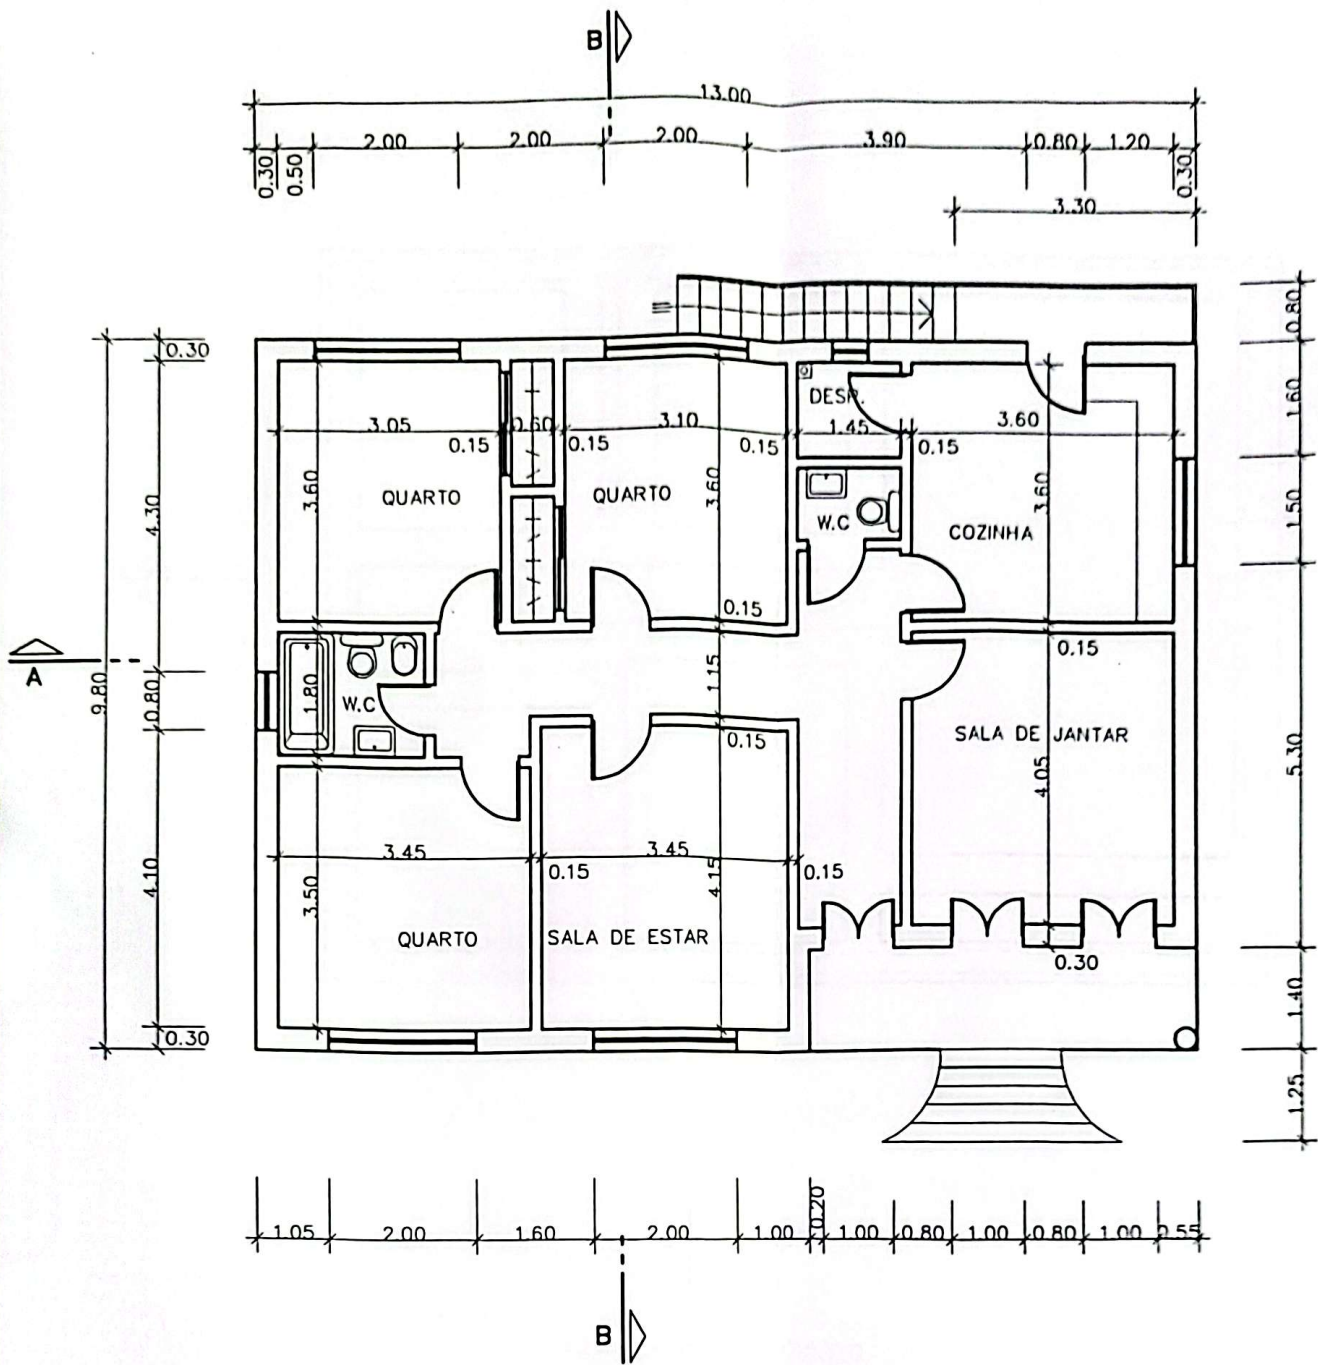 B
13.00
2.00 2.00 2.00 3.90 0.80 1.20
0.30 0.50 0.30
3.30
0.80
0.30
1.60
DESP.
3.05 0.60 3.10 1.45 3.60
0.15 0.15 0.15 0.15
4.30 3.60 QUARTO QUARTO 3.60 3.60 1.50
W.C
COZINHA
0.15
0.15
A
9.80 0.80 1.80 W.C 1.15
SALA DE JANTAR
0.15
5.30
4.05
3.45 3.45
0.15 0.15
4.10 3.50 4.15
QUARTO SALA DE ESTAR
0.30
1.40
0.30
1.25
0.20
1.05 2.00 1.60 2.00 1.00 1.00 0.80 1.00 0.80 1.00 0.55
B